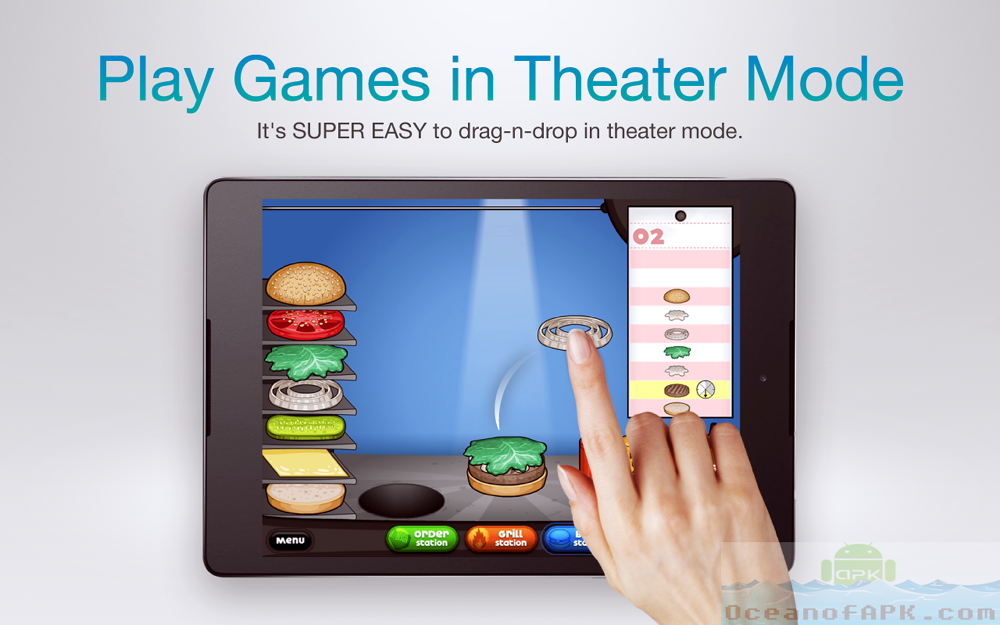 Play Games in Theater Mode
It's SUPER EASY to drag-n-drop in theater mode.
02
MENU
ORDER
station
GRILL
station
APK
OceanofAPK.com